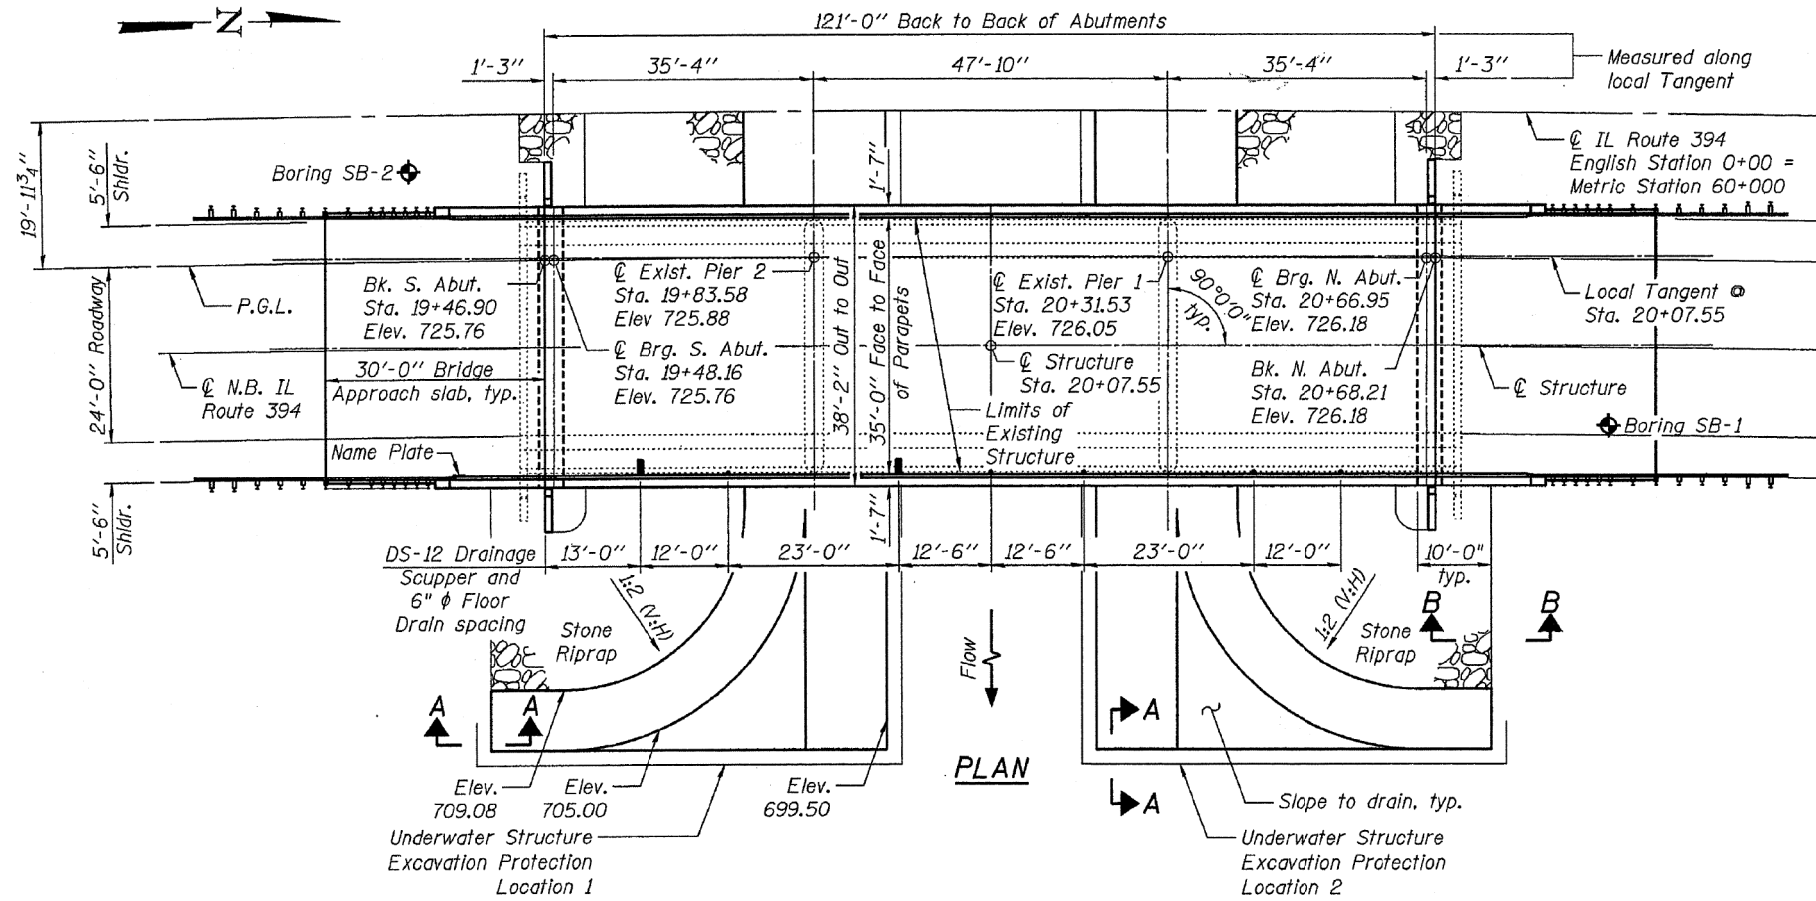 N
121'-0" Back to Back of Abutments
1'-3"
35'-4"
47'-10"
35'-4"
1'-3"
Measured along
local Tangent
19'-11¾"
5'-6"
Shldr.
Boring SB-2
1'-7"
℄ IL Route 394
English Station 0+00 =
Metric Station 60+000
P.G.L.
Bk. S. Abut.
Sta. 19+46.90
Elev. 725.76
℄ Exist. Pier 2
Sta. 19+83.58
Elev 725.88
℄ Brg. S. Abut.
Sta. 19+48.16
Elev. 725.76
38'-2" Out to Out
35'-0" Face to Face
of Parapets
℄ Exist. Pier 1
Sta. 20+31.53
Elev. 726.05
90°0'0"
typ.
℄ Brg. N. Abut.
Sta. 20+66.95
Elev. 726.18
Local Tangent @
Sta. 20+07.55
24'-0" Roadway
℄ N.B. IL
Route 394
30'-0" Bridge
Approach slab, typ.
℄ Structure
Sta. 20+07.55
Bk. N. Abut.
Sta. 20+68.21
Elev. 726.18
℄ Structure
Limits of
Existing
Structure
Boring SB-1
Name Plate
5'-6"
Shldr.
1'-7"
DS-12 Drainage
Scupper and
6" ϕ Floor
Drain spacing
13'-0"
12'-0"
23'-0"
12'-6"
12'-6"
23'-0"
12'-0"
10'-0"
typ.
1:2 (V:H)
Stone
Riprap
Flow
1:2 (V:H)
Stone
Riprap
B
B
A
A
A
A
PLAN
Elev.
709.08
Elev.
705.00
Elev.
699.50
Slope to drain, typ.
Underwater Structure
Excavation Protection
Location 1
Underwater Structure
Excavation Protection
Location 2